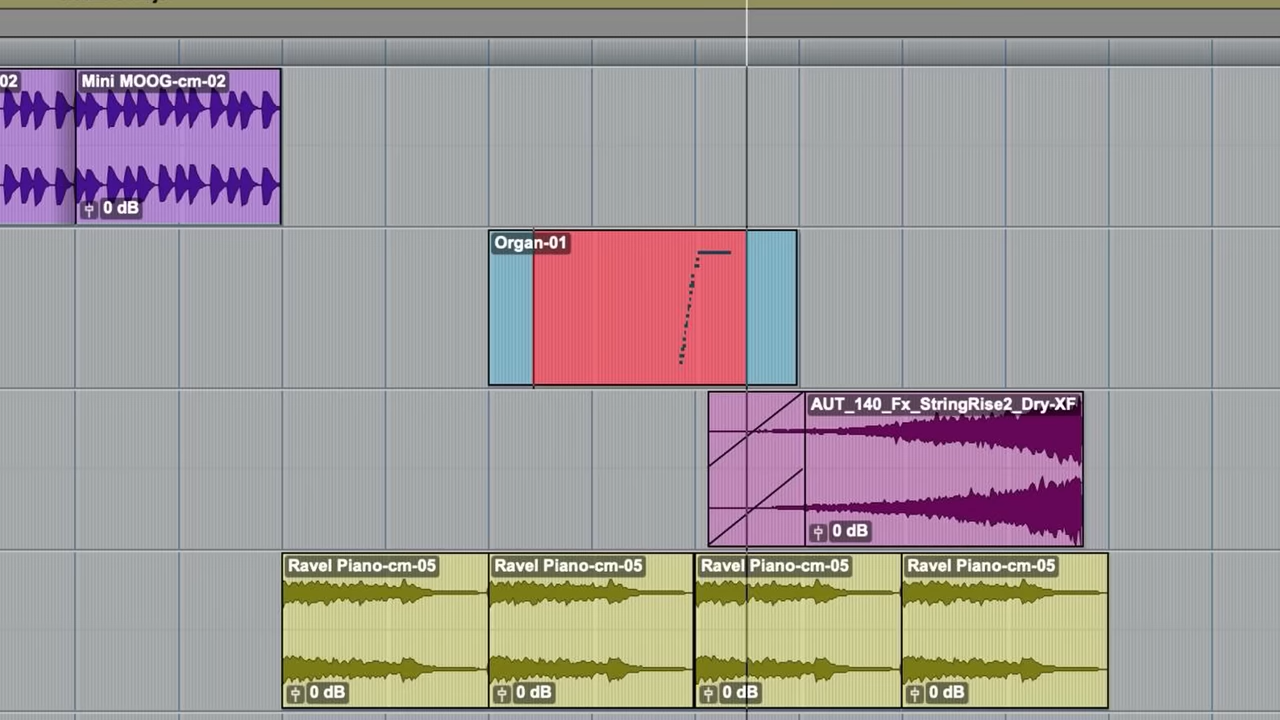 02
Mini MOOG-cm-02
0 dB
Organ-01
AUT_140_Fx_StringRise2_Dry-XF
0 dB
Ravel Piano-cm-05
Ravel Piano-cm-05
Ravel Piano-cm-05
Ravel Piano-cm-05
0 dB
0 dB
0 dB
0 dB